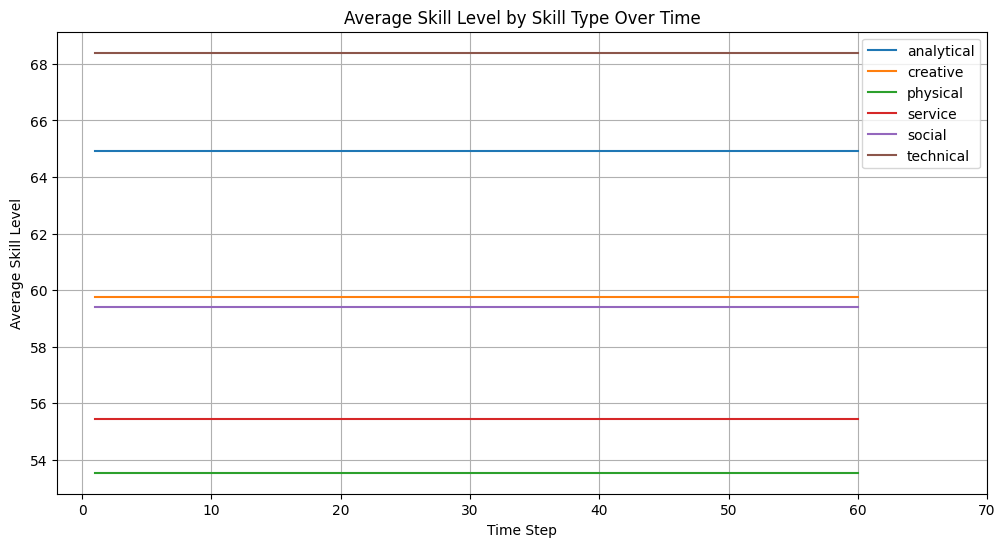 Average Skill Level by Skill Type Over Time
Average Skill Level
68
66
64
62
60
58
56
54
analytical
creative
physical
service
social
technical
0 10 20 30 40 50 60 70
Time Step